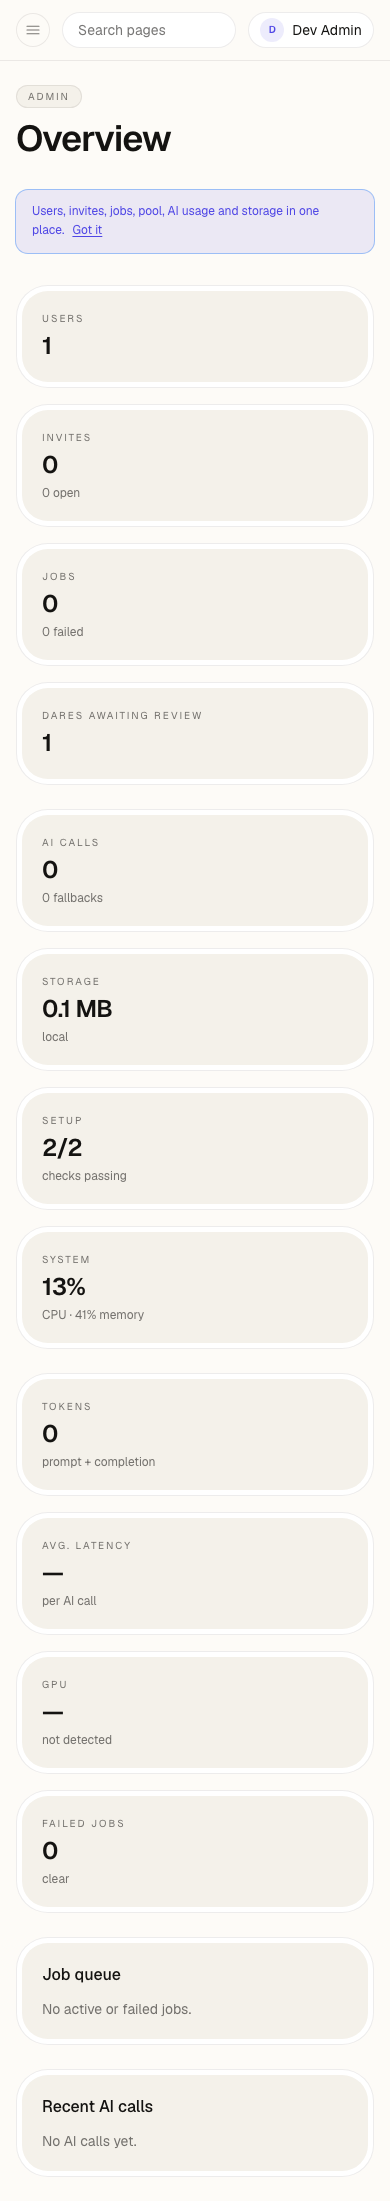 Search pages
D
Dev Admin
ADMIN
Overview
Users, invites, jobs, pool, AI usage and storage in one
place. Got it
USERS
1
INVITES
0
0 open
JOBS
0
0 failed
DARES AWAITING REVIEW
1
AI CALLS
0
0 fallbacks
STORAGE
0.1 MB
local
SETUP
2/2
checks passing
SYSTEM
13%
CPU · 41% memory
TOKENS
0
prompt + completion
AVG. LATENCY
—
per AI call
GPU
—
not detected
FAILED JOBS
0
clear
Job queue
No active or failed jobs.
Recent AI calls
No AI calls yet.